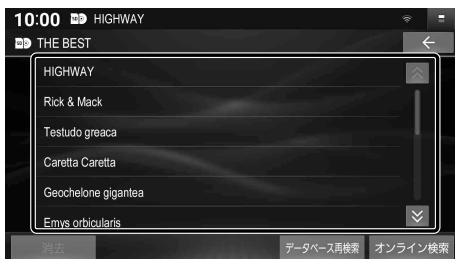 10:00 HIGHWAY
THE BEST
HIGHWAY
Rick & Mack
Testudo greaca
Caretta Caretta
Geochelone gigantea
Emys orbicularis
消去 データベース再検索 オンライン検索